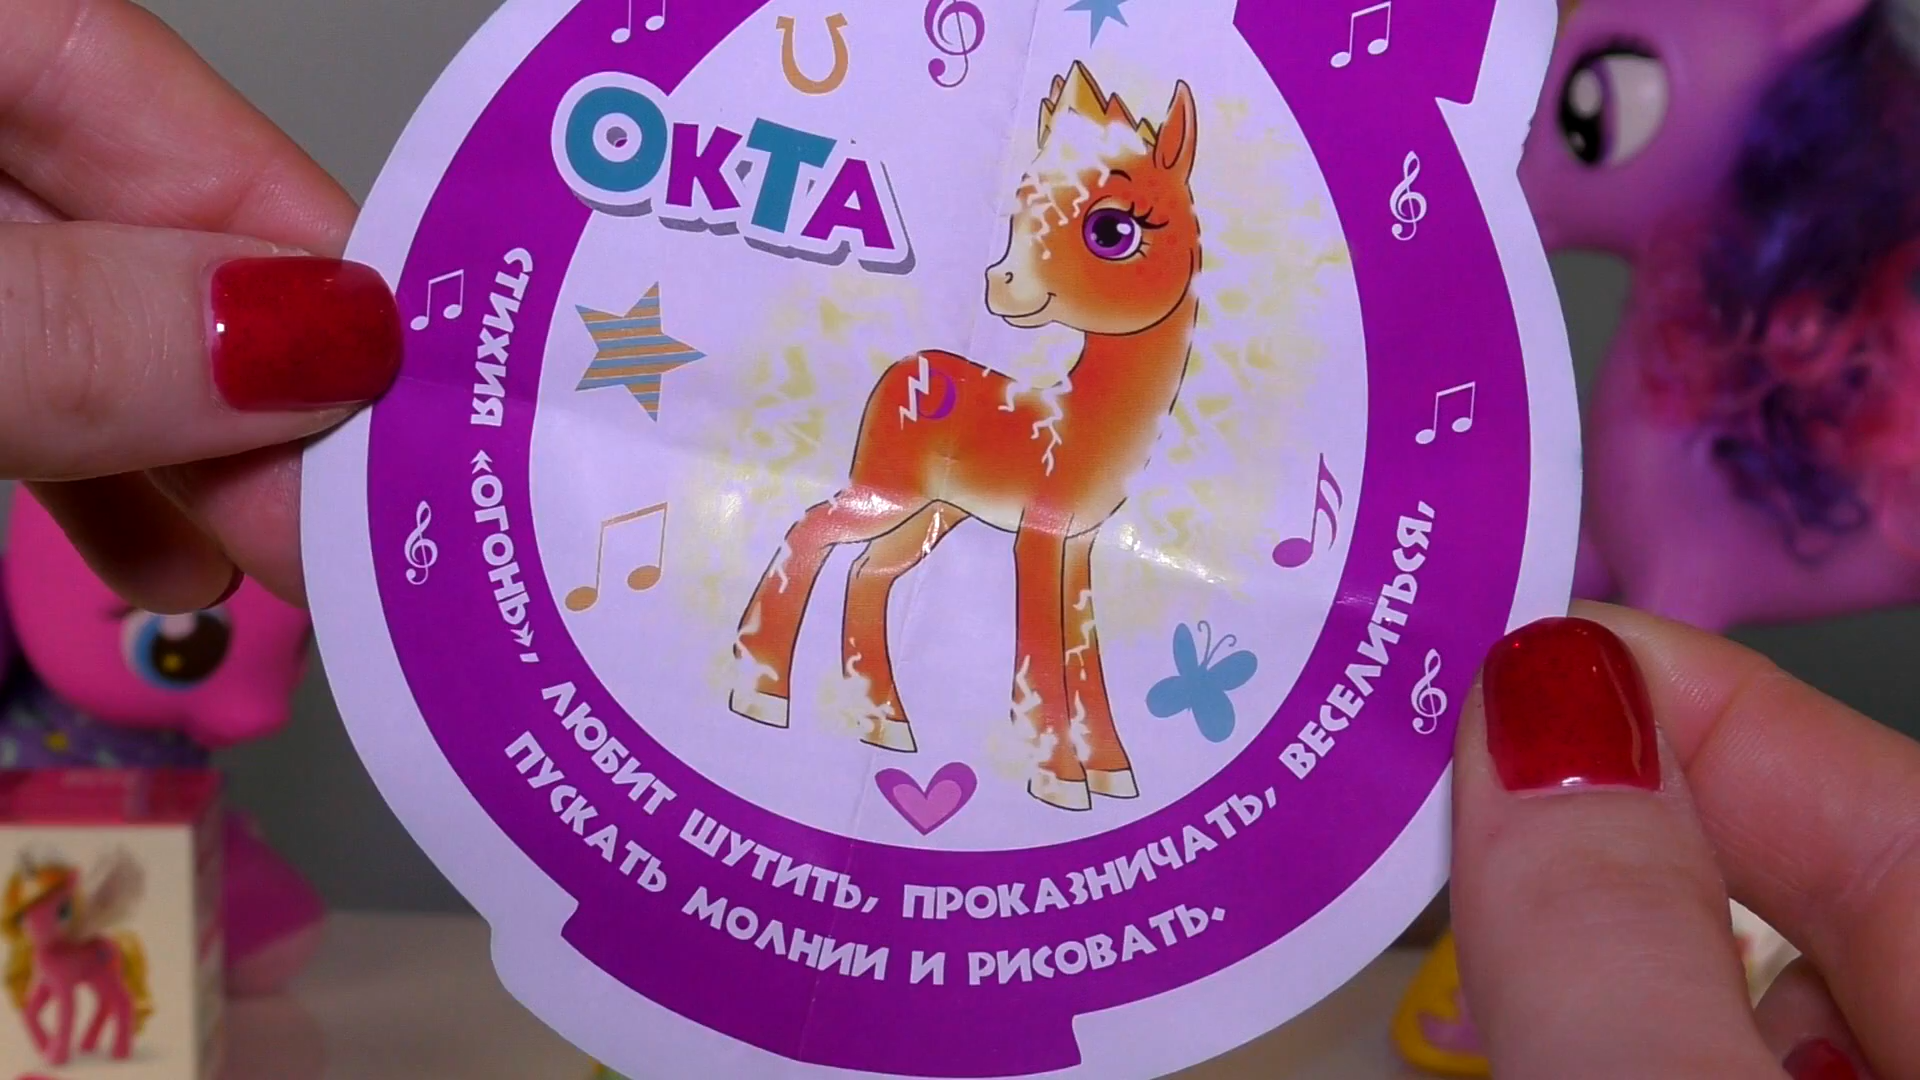 ОКТА
СТИХИЯ «ОГОНЬ», ЛЮБИТ ШУТИТЬ, ПРОКАЗНИЧАТЬ, ВЕСЕЛИТЬСЯ,
ПУСКАТЬ МОЛНИИ И РИСОВАТЬ.